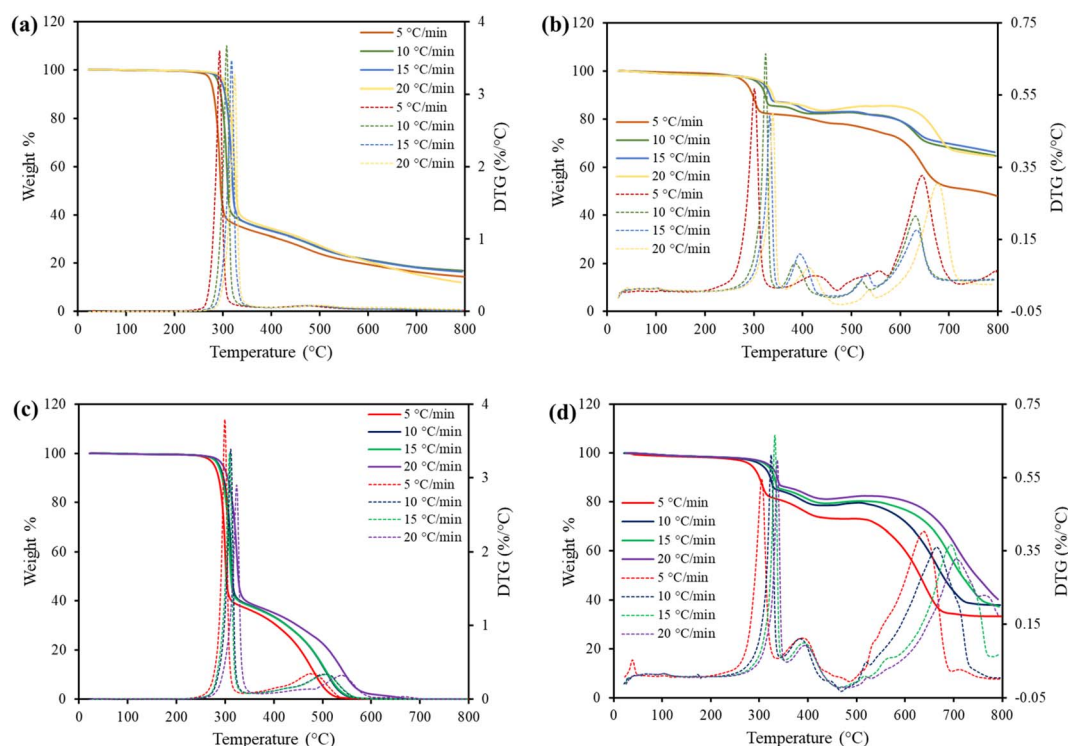 (a)
120
100
80
60
40
20
0
Weight %
0 100 200 300 400 500 600 700 800
Temperature (°C)
4
3
2
1
0
DTG (%/°C)
5 °C/min
10 °C/min
15 °C/min
20 °C/min
5 °C/min
10 °C/min
15 °C/min
20 °C/min
(b)
120
100
80
60
40
20
0
Weight %
0 100 200 300 400 500 600 700 800
Temperature (°C)
0.75
0.55
0.35
0.15
-0.05
DTG (%/°C)
5 °C/min
10 °C/min
15 °C/min
20 °C/min
5 °C/min
10 °C/min
15 °C/min
20 °C/min
(c)
120
100
80
60
40
20
0
Weight %
0 100 200 300 400 500 600 700 800
Temperature (°C)
4
3
2
1
0
DTG (%/°C)
5 °C/min
10 °C/min
15 °C/min
20 °C/min
5 °C/min
10 °C/min
15 °C/min
20 °C/min
(d)
120
100
80
60
40
20
0
Weight %
0 100 200 300 400 500 600 700 800
Temperature (°C)
0.75
0.55
0.35
0.15
-0.05
DTG (%/°C)
5 °C/min
10 °C/min
15 °C/min
20 °C/min
5 °C/min
10 °C/min
15 °C/min
20 °C/min